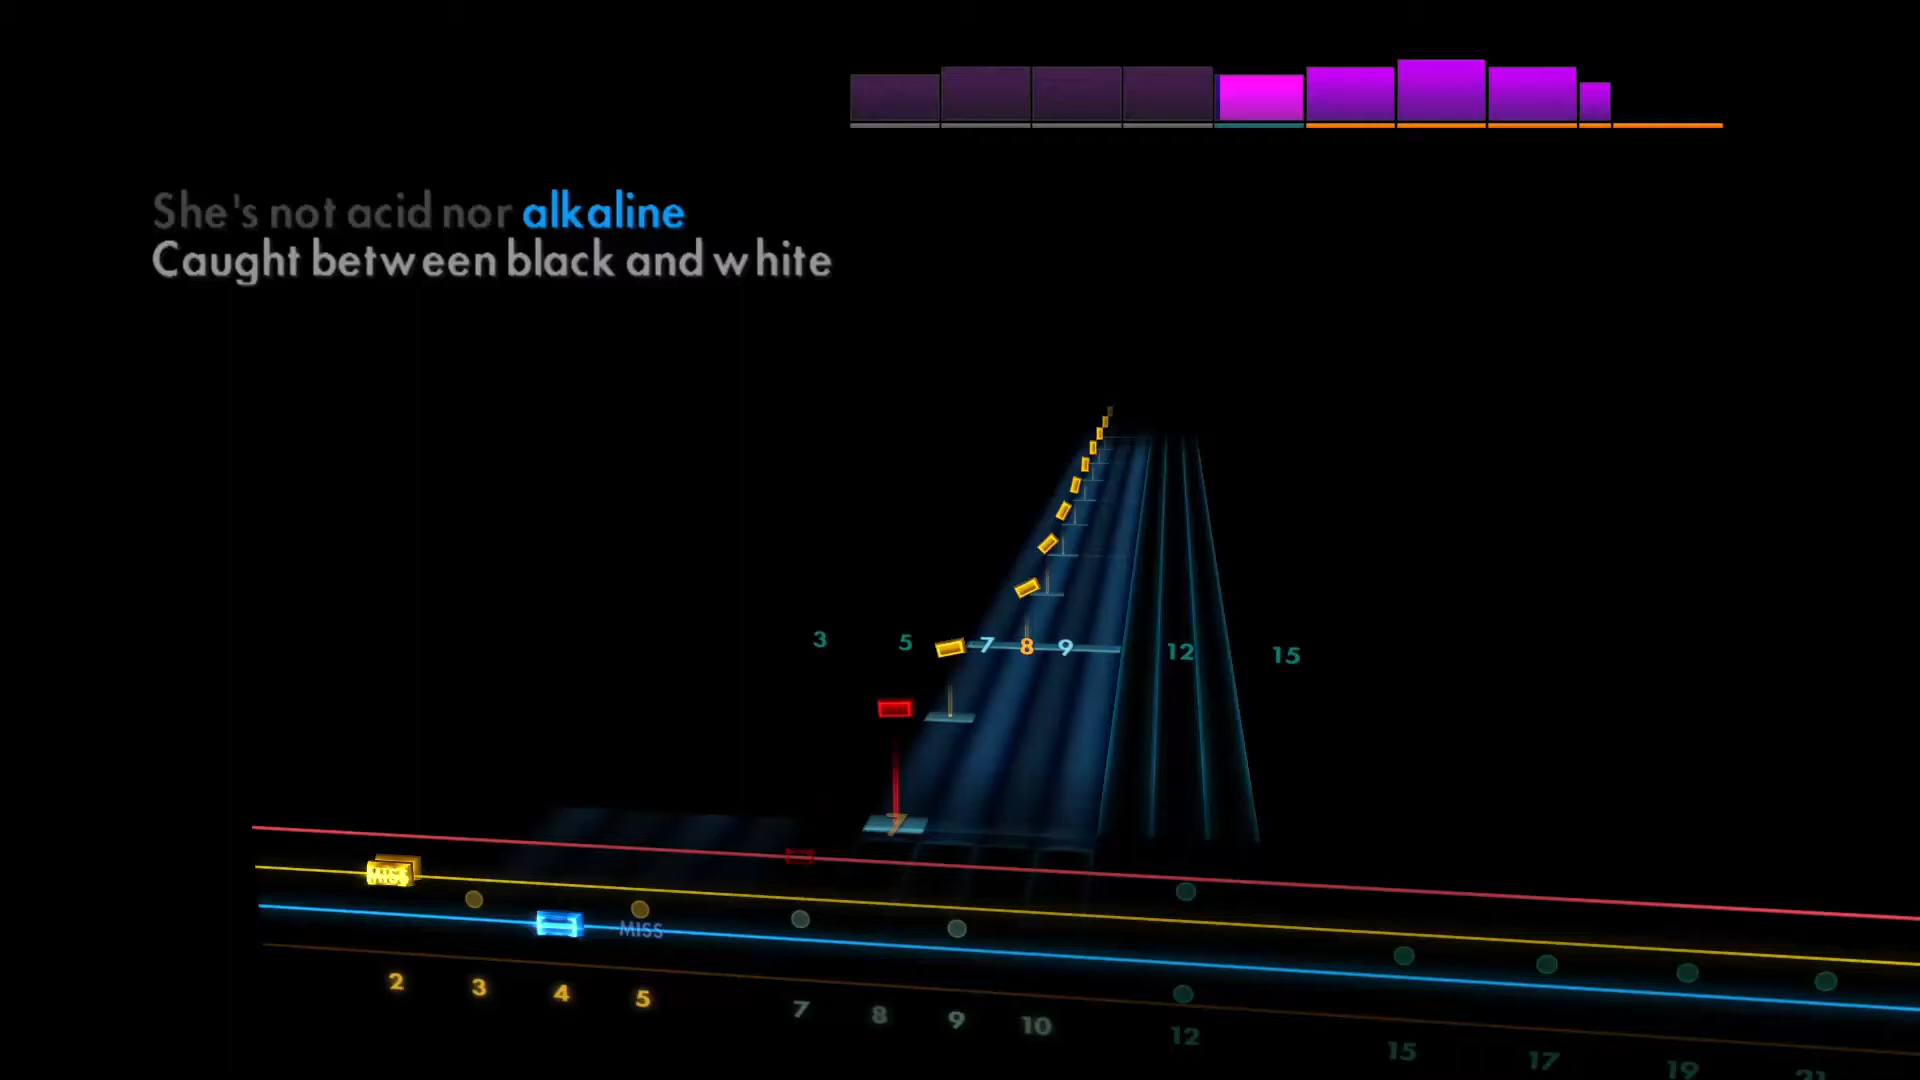 She's not acid nor alkaline
Caught between black and white
3 5 7 8 9 12 15
MISS
2 3 4 5 7 8 9 10 12 15 17 19 21